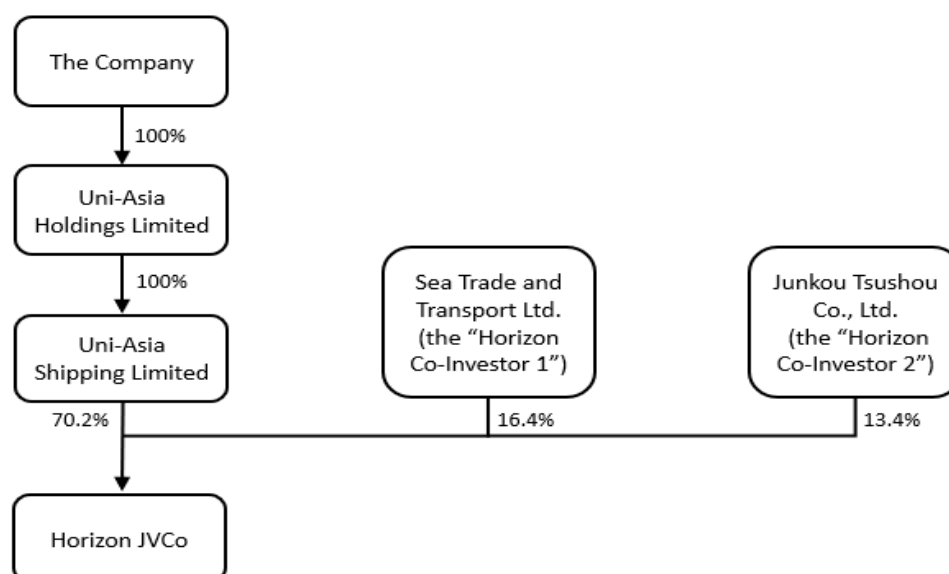 The Company
100%
Uni-Asia
Holdings Limited
100%
Uni-Asia
Shipping Limited
Sea Trade and
Transport Ltd.
(the “Horizon
Co-Investor 1”)
Junkou Tsushou
Co., Ltd.
(the “Horizon
Co-Investor 2”)
70.2%
16.4%
13.4%
Horizon JVCo